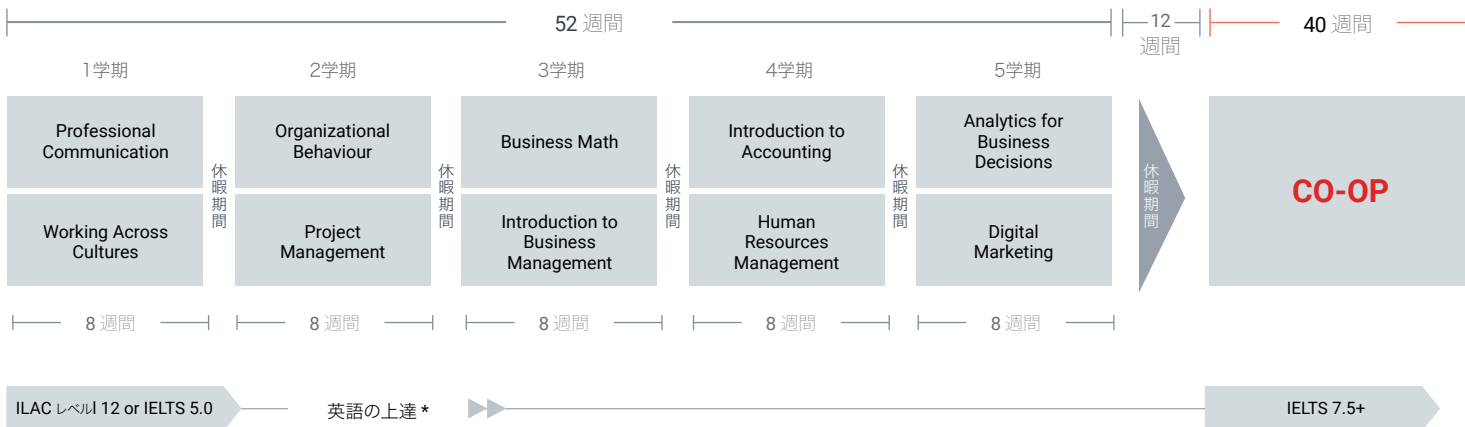 52 週間
12
週間
40 週間
1学期
2学期
3学期
4学期
5学期
Professional
Communication
Working Across
Cultures
休暇期間
Organizational
Behaviour
Project
Management
休暇期間
Business Math
Introduction to
Business
Management
休暇期間
Introduction to
Accounting
Human
Resources
Management
休暇期間
Analytics for
Business
Decisions
Digital
Marketing
休暇期間
CO-OP
8 週間
8 週間
8 週間
8 週間
8 週間
ILAC レベルl 12 or IELTS 5.0
英語の上達 *
IELTS 7.5+